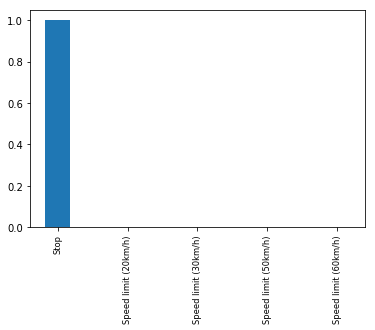 1.0
0.8
0.6
0.4
0.2
0.0
Stop
Speed limit (20km/h)
Speed limit (30km/h)
Speed limit (50km/h)
Speed limit (60km/h)